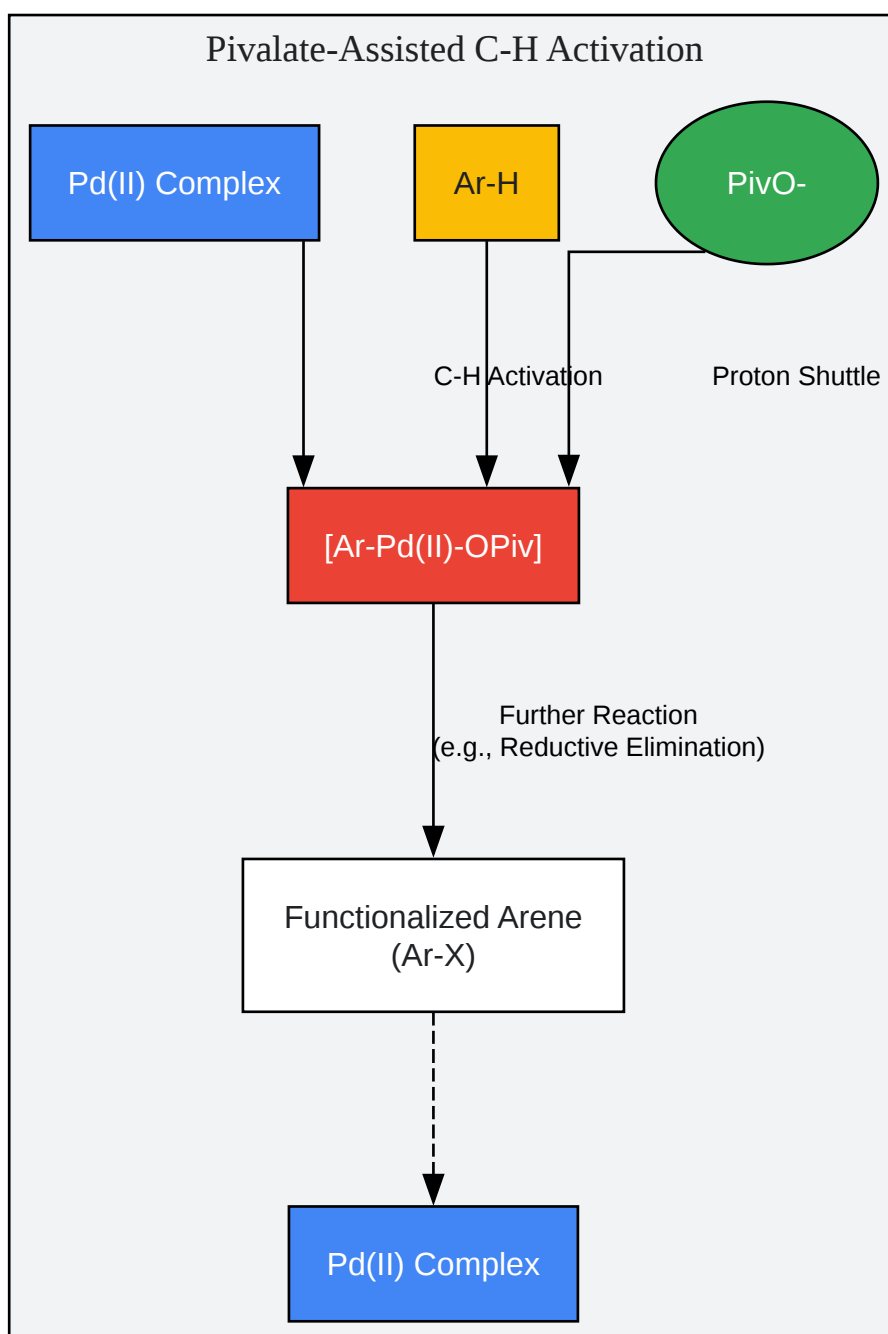 Pivalate-Assisted C-H Activation
Pd(II) Complex
Ar-H
PivO-
C-H Activation
Proton Shuttle
[Ar-Pd(II)-OPiv]
Further Reaction
(e.g., Reductive Elimination)
Functionalized Arene
(Ar-X)
Pd(II) Complex